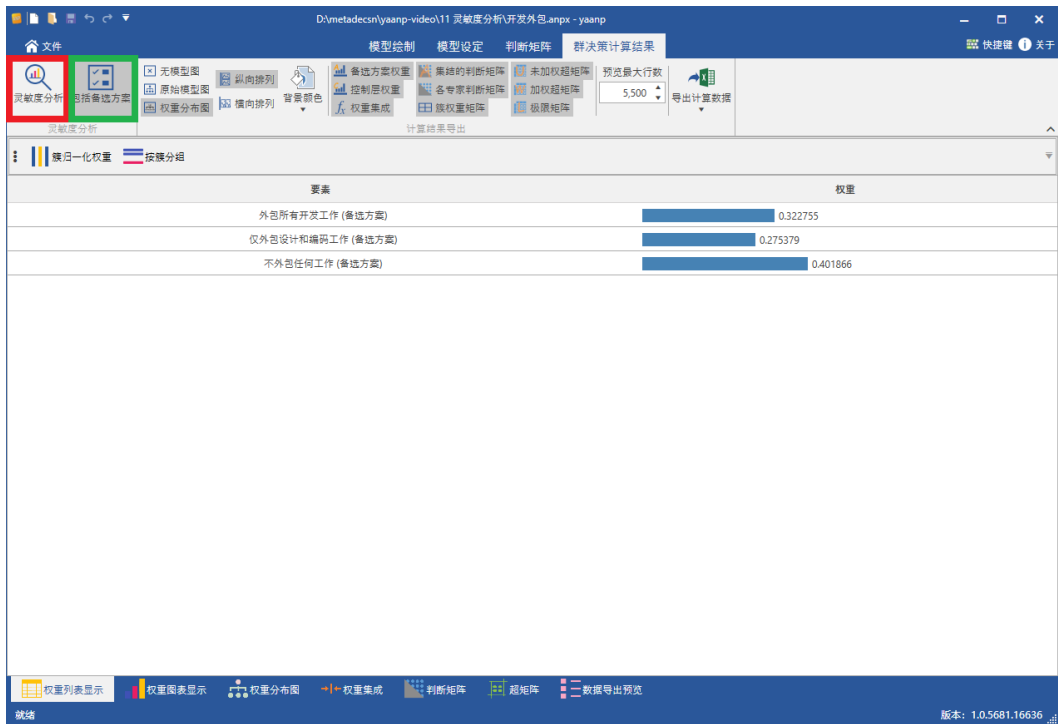 D:\metadecsn\yaanp-video\11 灵敏度分析\开发外包.anpx - yaanp
文件 模型绘制 模型设定 判断矩阵 群决策计算结果 快捷键 关于
无模型图 备选方案权重 集结的判断矩阵 未加权超矩阵 预览最大行数
纵向排列
原始模型图 控制层权重 各专家判断矩阵 加权超矩阵 5,500
灵敏度分析 包括备选方案 背景颜色 导出计算数据
权重分布图 横向排列 权重集成 簇权重矩阵 极限矩阵
灵敏度分析 计算结果导出
簇归一化权重 按簇分组
要素 权重
外包所有开发工作 (备选方案) 0.322755
仅外包设计和编码工作 (备选方案) 0.275379
不外包任何工作 (备选方案) 0.401866
权重列表显示 权重图表显示 权重分布图 权重集成 判断矩阵 超矩阵 数据导出预览
就绪 版本: 1.0.5681.16636